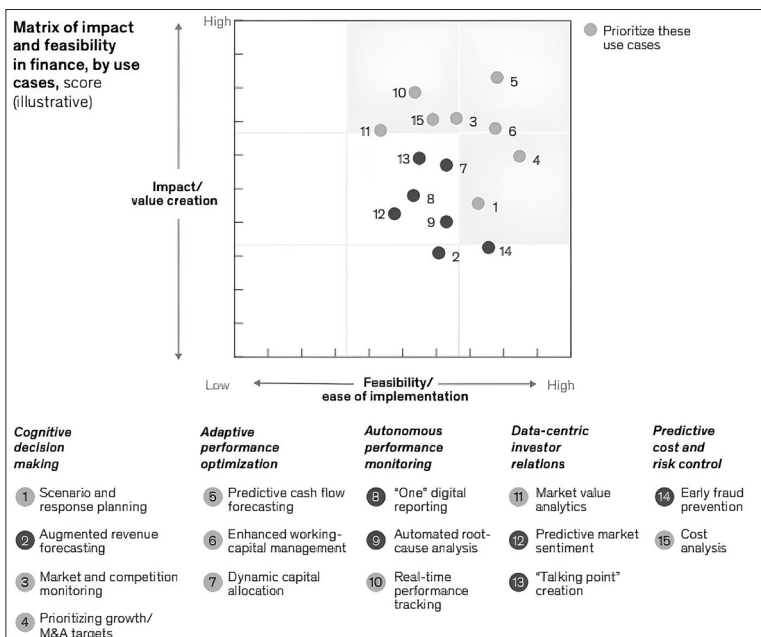 Matrix of impact
and feasibility
in finance, by use
cases, score
(illustrative)
High
Prioritize these
use cases
5
10
15
3
6
11
13
7
4
Impact/
value creation
8
12
1
9
2
14
Low
Feasibility/
ease of implementation
High
Cognitive
decision
making
1 Scenario and
response planning
2 Augmented revenue
forecasting
3 Market and competition
monitoring
4 Prioritizing growth/
M&A targets
Adaptive
performance
optimization
5 Predictive cash flow
forecasting
6 Enhanced working-
capital management
7 Dynamic capital
allocation
Autonomous
performance
monitoring
8 “One” digital
reporting
9 Automated root-
cause analysis
10 Real-time
performance
tracking
Data-centric
investor
relations
11 Market value
analytics
12 Predictive market
sentiment
13 “Talking point”
creation
Predictive
cost and
risk control
14 Early fraud
prevention
15 Cost
analysis